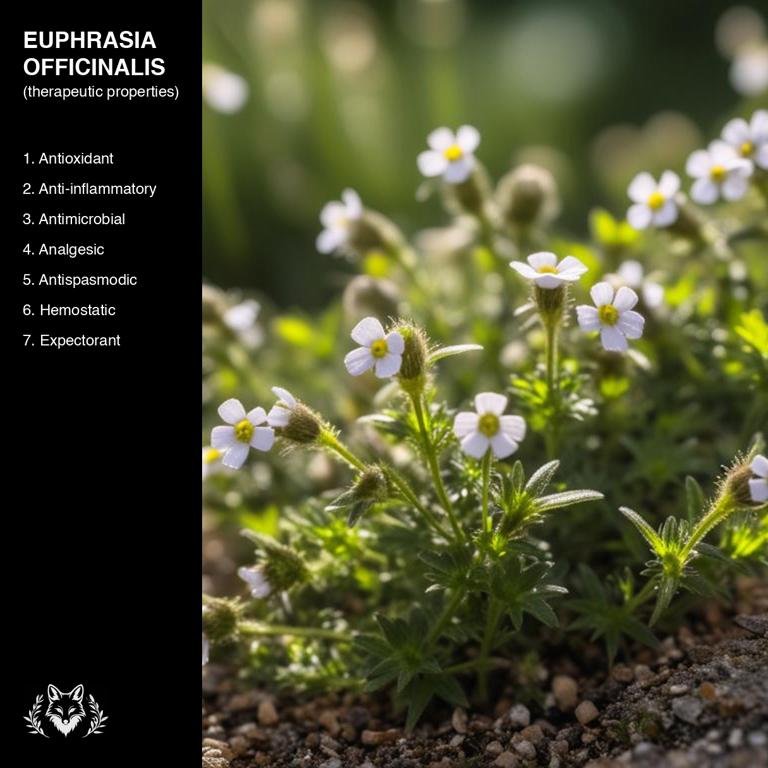 EUPHRASIA
OFFICINALIS
(therapeutic properties)
1. Antioxidant
2. Anti-inflammatory
3. Antimicrobial
4. Analgesic
5. Antispasmodic
6. Hemostatic
7. Expectorant